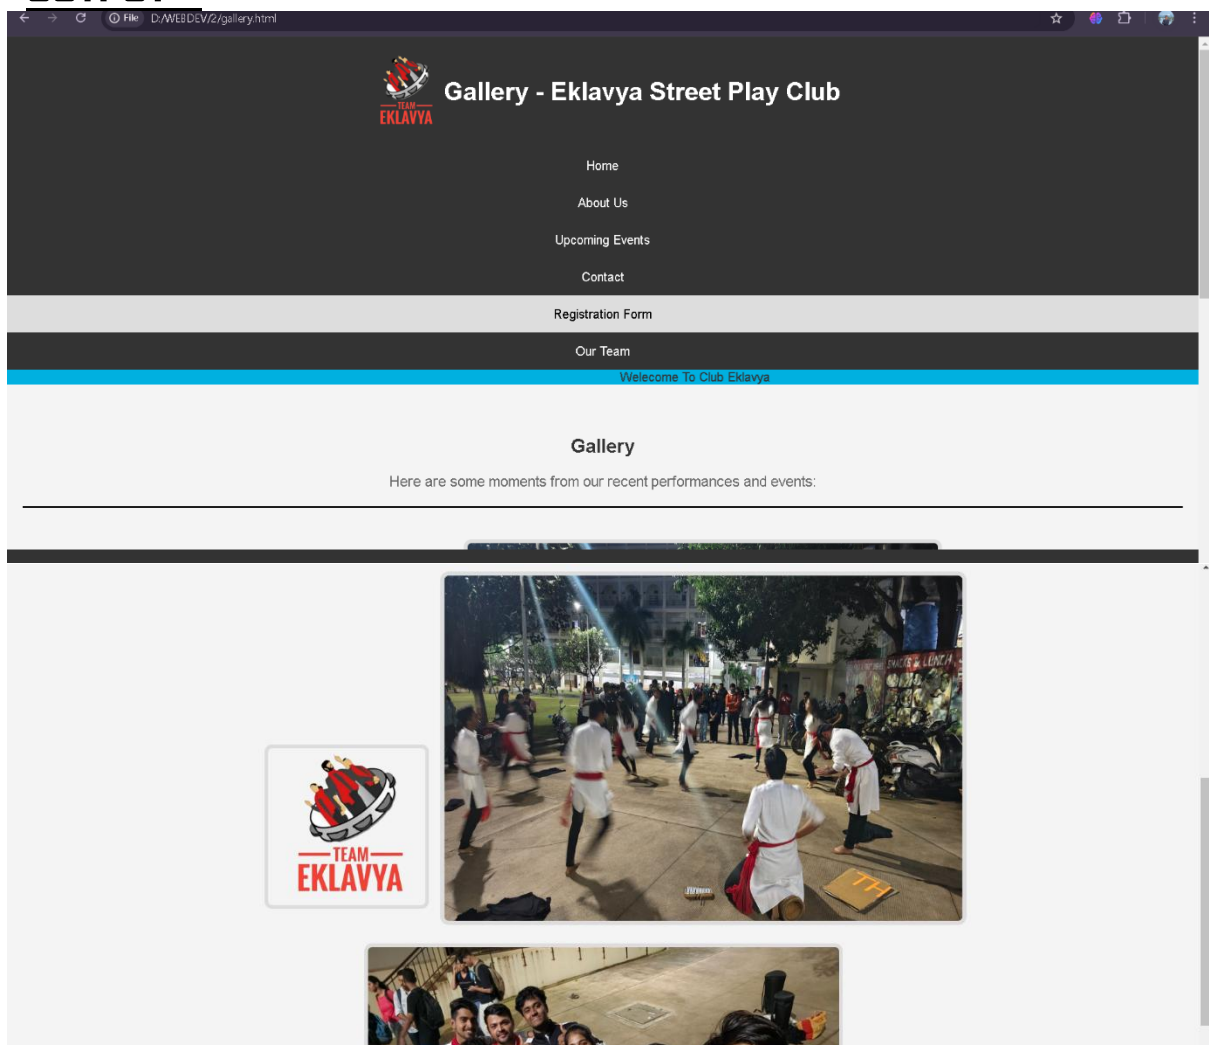 File D:/WEBDEV/2/gallery.html
TEAM
EKLAVYA
Gallery - Eklavya Street Play Club
Home
About Us
Upcoming Events
Contact
Registration Form
Our Team
Welecome To Club Eklavya
Gallery
Here are some moments from our recent performances and events:
SNACKS & LUNCH
TH
TEAM
EKLAVYA